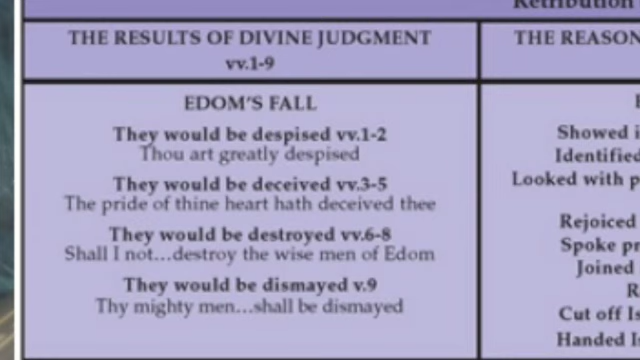 Retribution
THE RESULTS OF DIVINE JUDGMENT
vv.1-9
EDOM'S FALL
They would be despised vv.1-2
Thou art greatly despised
They would be deceived vv.3-5
The pride of thine heart hath deceived thee
They would be destroyed vv.6-8
Shall I not...destroy the wise men of Edom
They would be dismayed v.9
Thy mighty men...shall be dismayed
THE REASON
Showed i
Identified
Looked with p
Rejoiced
Spoke pr
Joined
R
Cut off Is
Handed I